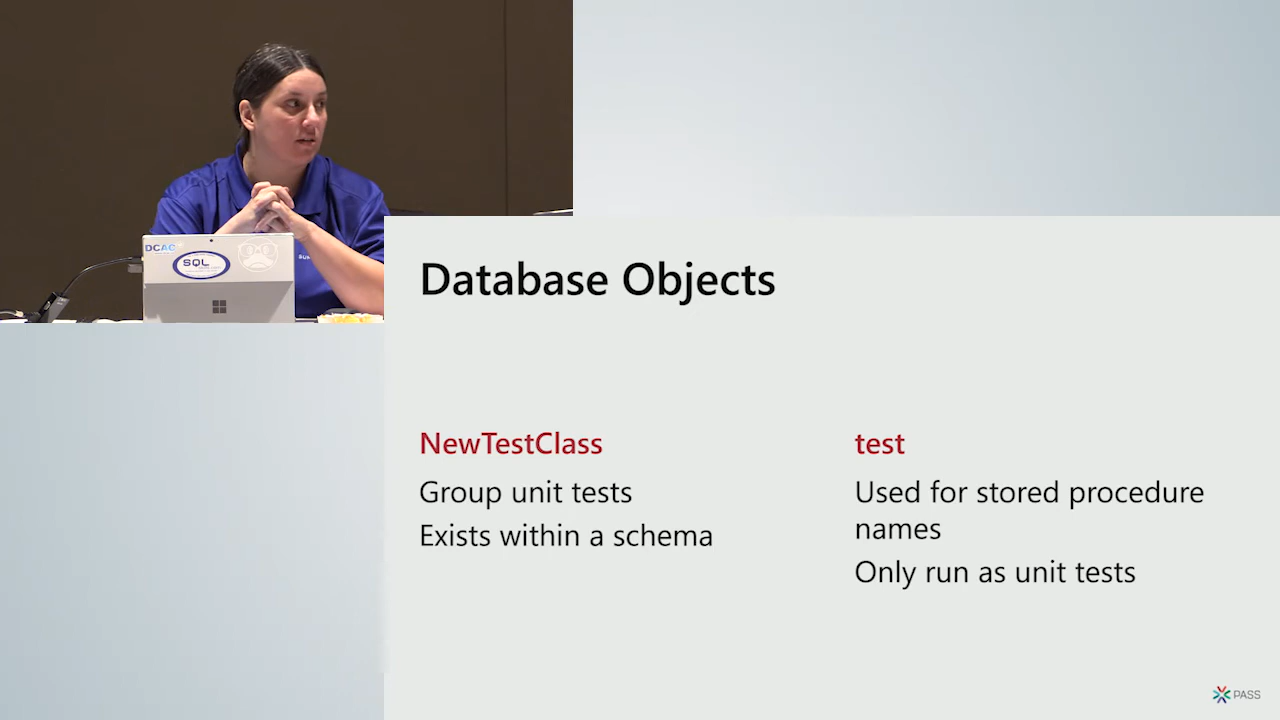 DCAC
SQL
SUR
Database Objects
NewTestClass
Group unit tests
Exists within a schema
test
Used for stored procedure
names
Only run as unit tests
PASS